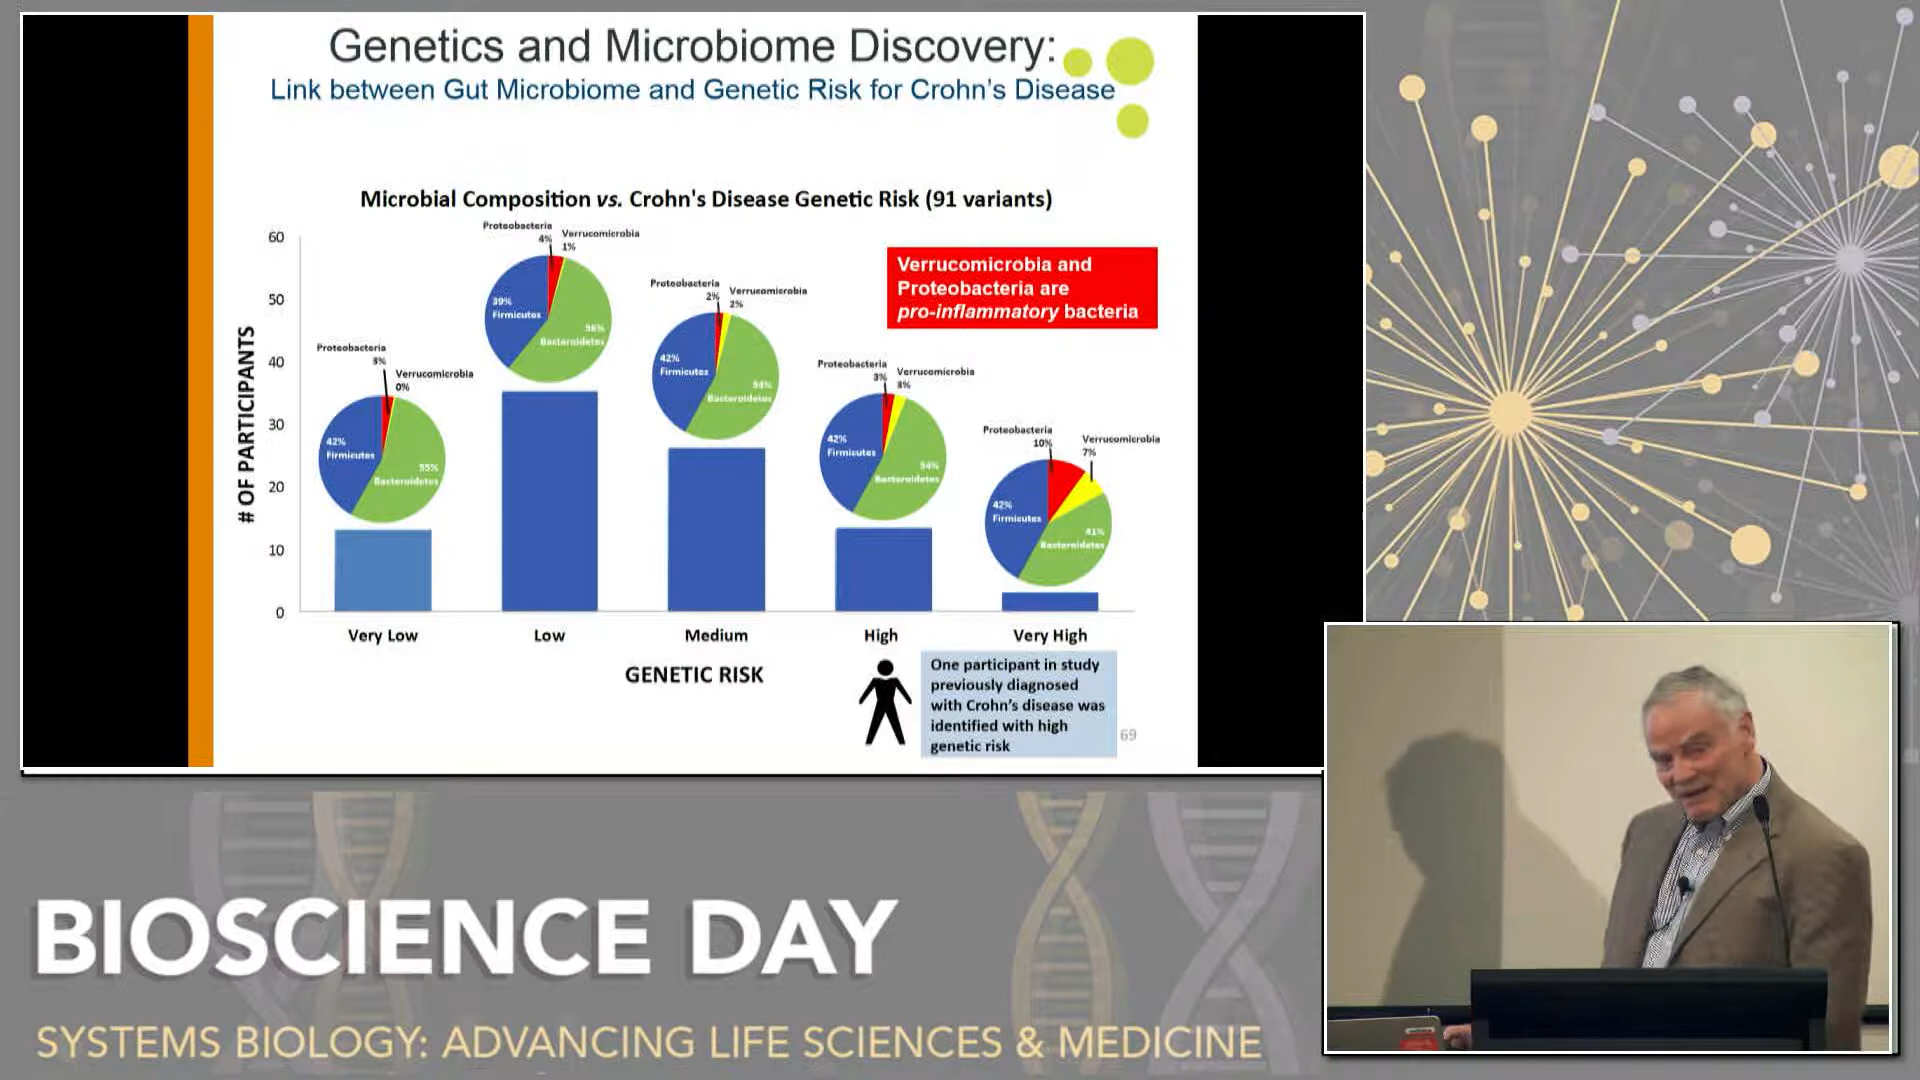 Genetics and Microbiome Discovery:
Link between Gut Microbiome and Genetic Risk for Crohn's Disease
Microbial Composition vs. Crohn's Disease Genetic Risk (91 variants)
# OF PARTICIPANTS
60
50
40
30
20
10
0
Proteobacteria
3%
Verrucomicrobia
0%
42%
Firmicutes
55%
Bacteroidetes
Proteobacteria
4%
Verrucomicrobia
1%
39%
Firmicutes
56%
Bacteroidetes
Proteobacteria
2%
Verrucomicrobia
2%
42%
Firmicutes
54%
Bacteroidetes
Proteobacteria
3%
Verrucomicrobia
3%
42%
Firmicutes
54%
Bacteroidetes
Proteobacteria
10%
Verrucomicrobia
7%
42%
Firmicutes
41%
Bacteroidetes
Verrucomicrobia and
Proteobacteria are
pro-inflammatory bacteria
Very Low
Low
Medium
High
Very High
GENETIC RISK
One participant in study
previously diagnosed
with Crohn's disease was
identified with high
genetic risk
69
BIOSCIENCE DAY
SYSTEMS BIOLOGY: ADVANCING LIFE SCIENCES & MEDICINE